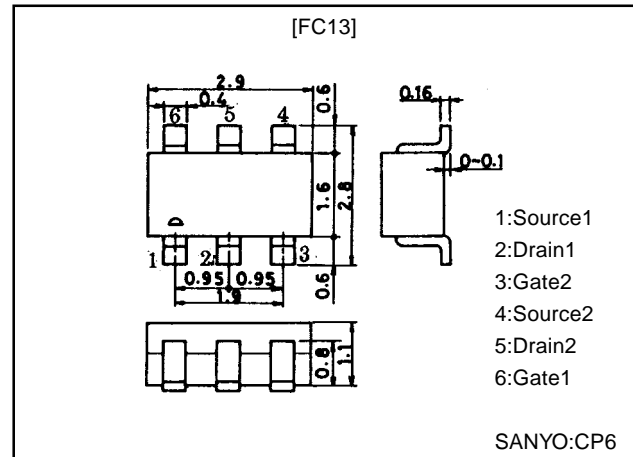 [FC13]
2.9
0.4
0.6
6 5 4
0.16
0~0.1
1.6
2.8
1 2 3
0.95 0.95
1.9
0.6
0.8
1.1
1:Source1
2:Drain1
3:Gate2
4:Source2
5:Drain2
6:Gate1
SANYO:CP6